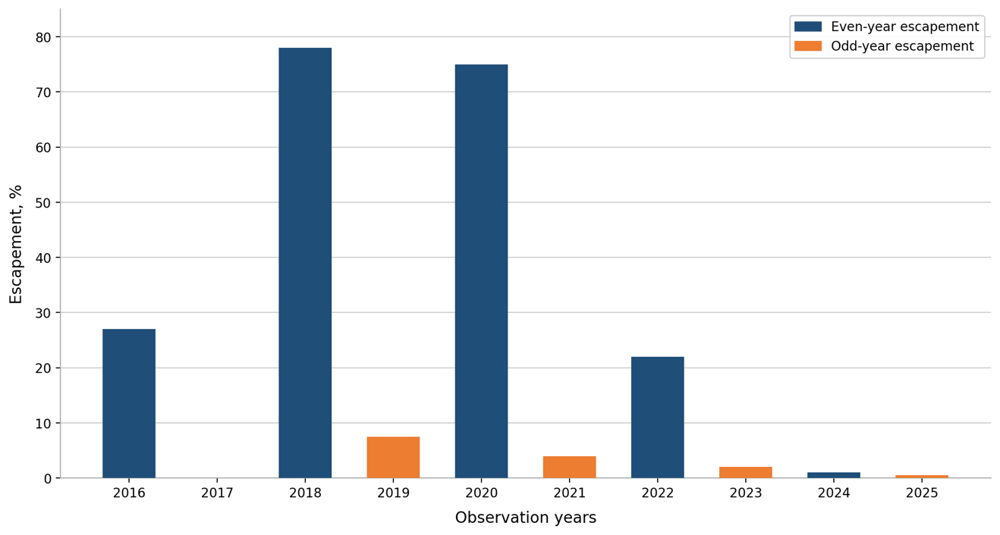 Even-year escapement
Odd-year escapement
Escapement, %
80
70
60
50
40
30
20
10
0
2016 2017 2018 2019 2020 2021 2022 2023 2024 2025
Observation years